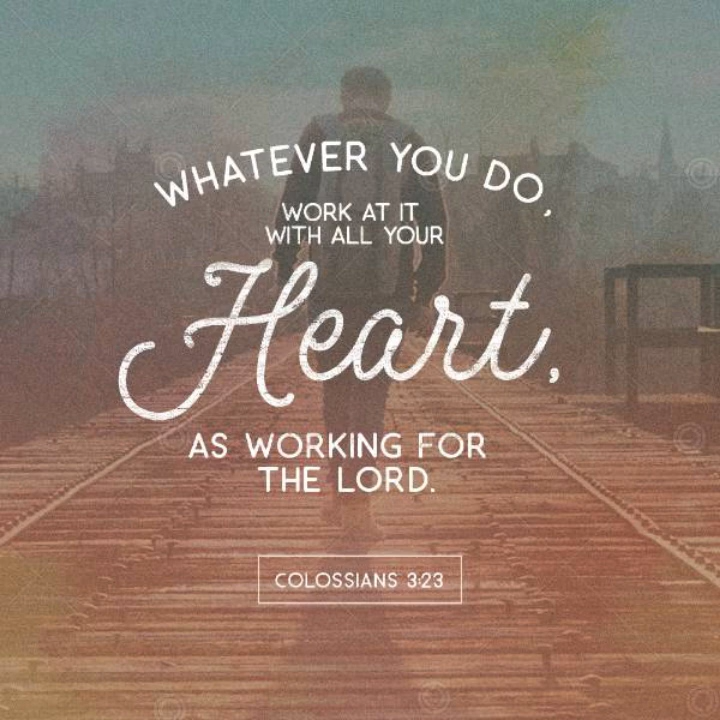 WHATEVER YOU DO,
WORK AT IT
WITH ALL YOUR
Heart,
AS WORKING FOR
THE LORD.
COLOSSIANS 3:23